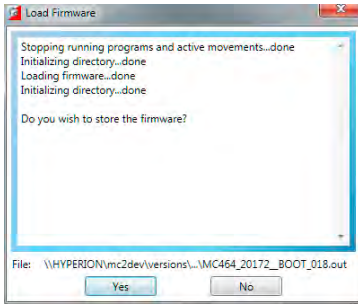 Load Firmware
Stopping running programs and active movements...done
Initializing directory...done
Loading firmware...done
Initializing directory...done
Do you wish to store the firmware?
File: \\HYPERION\mc2dev\versions\...\MC464_20172__BOOT_018.out
Yes No